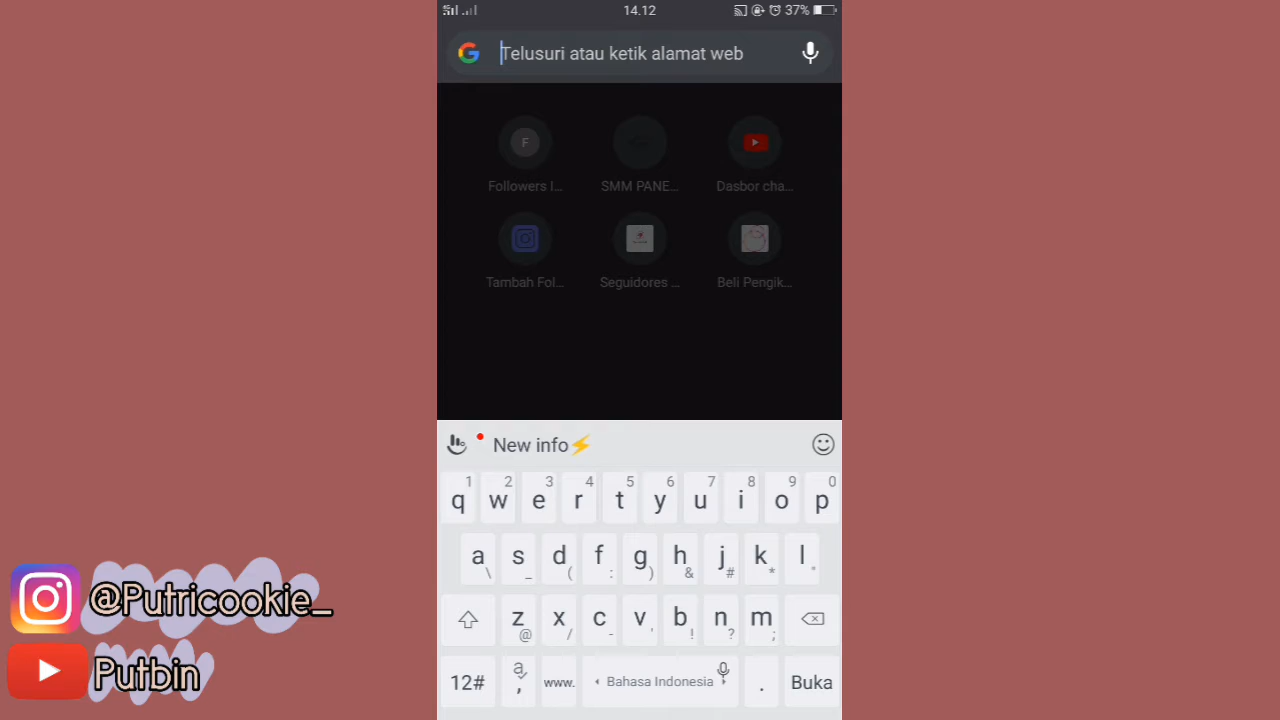 14.12
37%
Telusuri atau ketik alamat web
F
Followers I...
SMM PANE...
Dasbor cha...
Tambah Fol...
Seguidores ...
Beli Pengik...
New info⚡
1 2 3 4 5 6 7 8 9 0
q w e r t y u i o p
a s d f g h j k l
\ _ ( : ) & # * °
z x c v b n m
@ / - ' ! ? ;
12# a , www. Bahasa Indonesia . Buka
@Putricookie_
Putbin